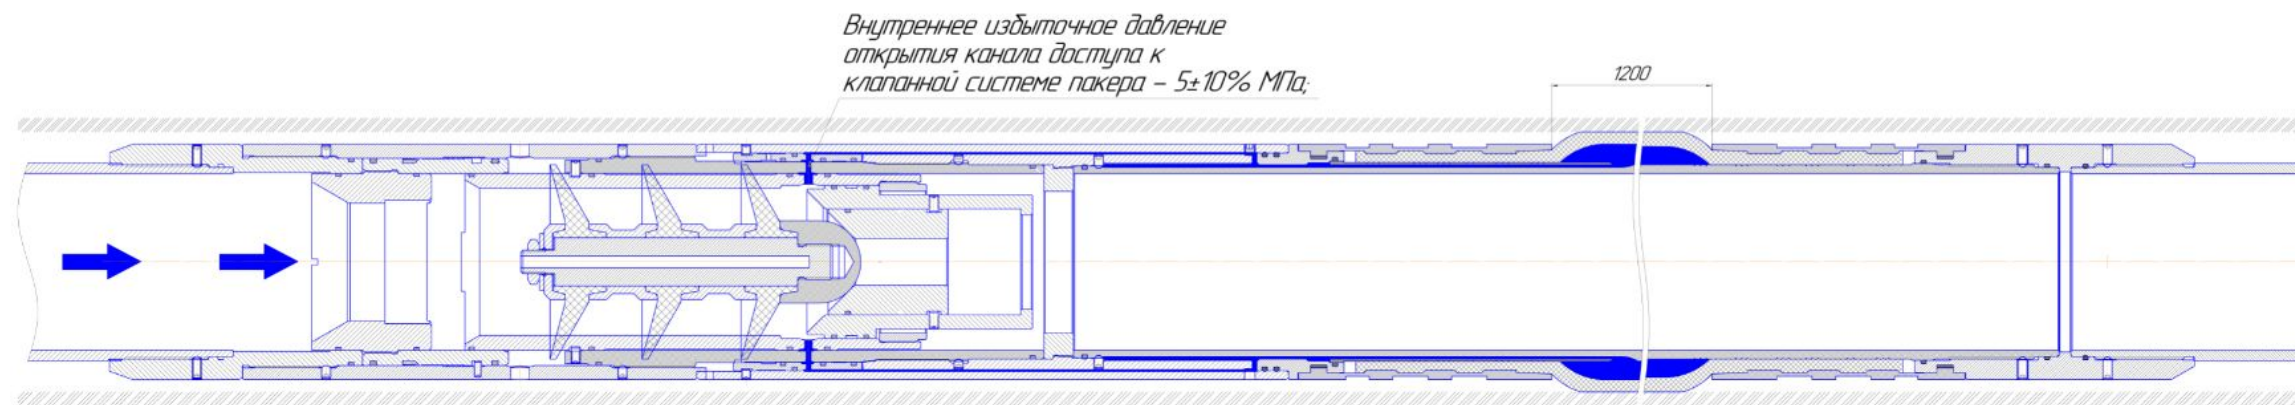 Внутреннее избыточное давление
открытия канала доступа к
клапанной системе пакера – 5±10% МПа;
1200